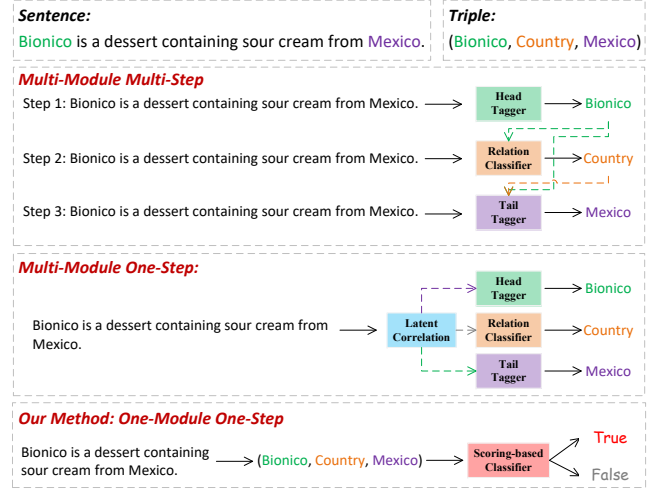 Sentence:
Bionico is a dessert containing sour cream from Mexico.
Triple:
(Bionico, Country, Mexico)
Multi-Module Multi-Step
Step 1: Bionico is a dessert containing sour cream from Mexico.
Head
Tagger
Bionico
Step 2: Bionico is a dessert containing sour cream from Mexico.
Relation
Classifier
Country
Step 3: Bionico is a dessert containing sour cream from Mexico.
Tail
Tagger
Mexico
Multi-Module One-Step:
Bionico is a dessert containing sour cream from
Mexico.
Latent
Correlation
Head
Tagger
Bionico
Relation
Classifier
Country
Tail
Tagger
Mexico
Our Method: One-Module One-Step
Bionico is a dessert containing
sour cream from Mexico.
(Bionico, Country, Mexico)
Scoring-based
Classifier
True
False